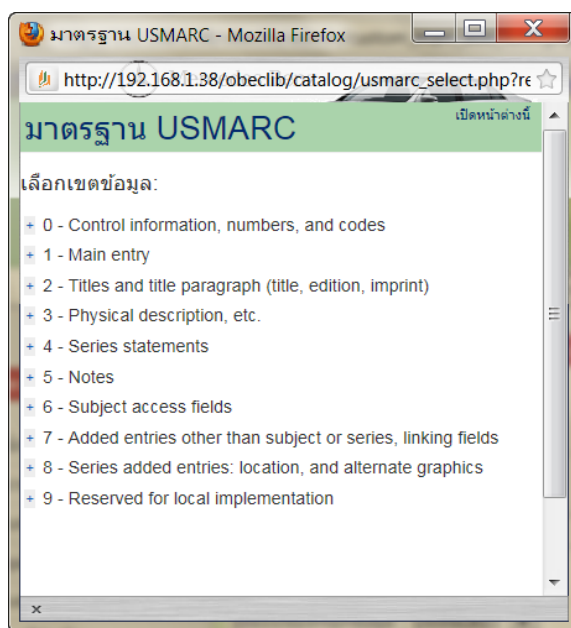 มาตรฐาน USMARC - Mozilla Firefox
http://192.168.1.38/obeclib/catalog/usmarc_select.php?re
มาตรฐาน USMARC
เปิดหน้าต่างนี้
เลือกเขตข้อมูล:
+ 0 - Control information, numbers, and codes
+ 1 - Main entry
+ 2 - Titles and title paragraph (title, edition, imprint)
+ 3 - Physical description, etc.
+ 4 - Series statements
+ 5 - Notes
+ 6 - Subject access fields
+ 7 - Added entries other than subject or series, linking fields
+ 8 - Series added entries: location, and alternate graphics
+ 9 - Reserved for local implementation
x